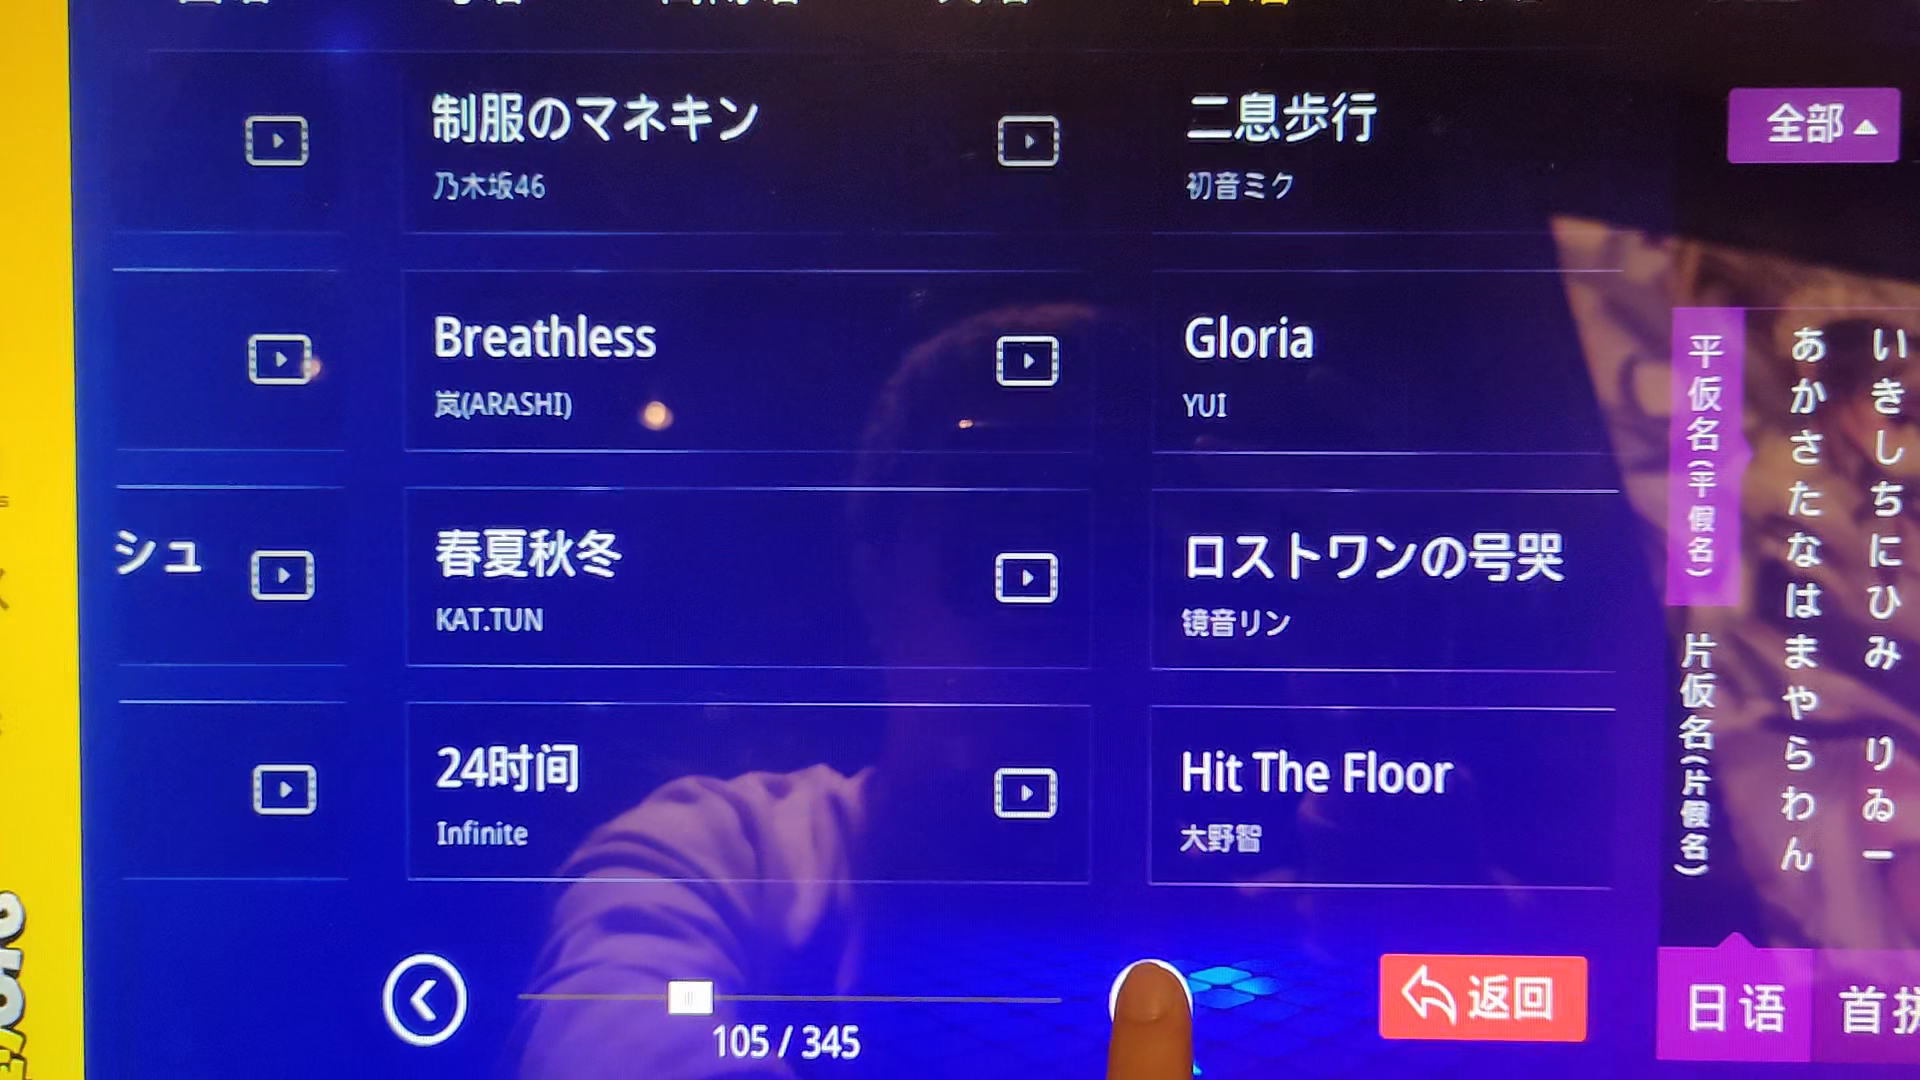 制服のマネキン
乃木坂46
二息歩行
初音ミク
全部
Breathless
岚(ARASHI)
Gloria
YUI
シュ
春夏秋冬
KAT.TUN
ロストワンの号哭
镜音リン
24时间
Infinite
Hit The Floor
大野智
平仮名(平假名)
片仮名(片假名)
あかさたなはまやらわん
いきしちにひみ りゐー
105 / 345
返回
日语
首拼